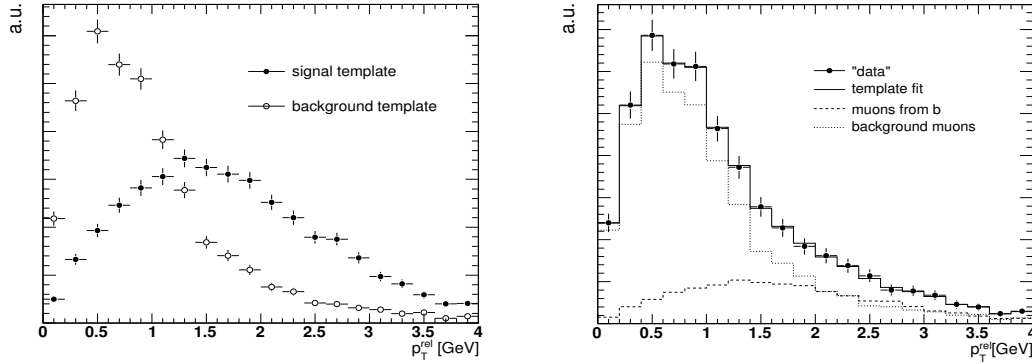 a.u.
signal template
background template
0 0.5 1 1.5 2 2.5 3 3.5 4
p_T^rel [GeV]
a.u.
"data"
template fit
muons from b
background muons
0 0.5 1 1.5 2 2.5 3 3.5 4
p_T^rel [GeV]